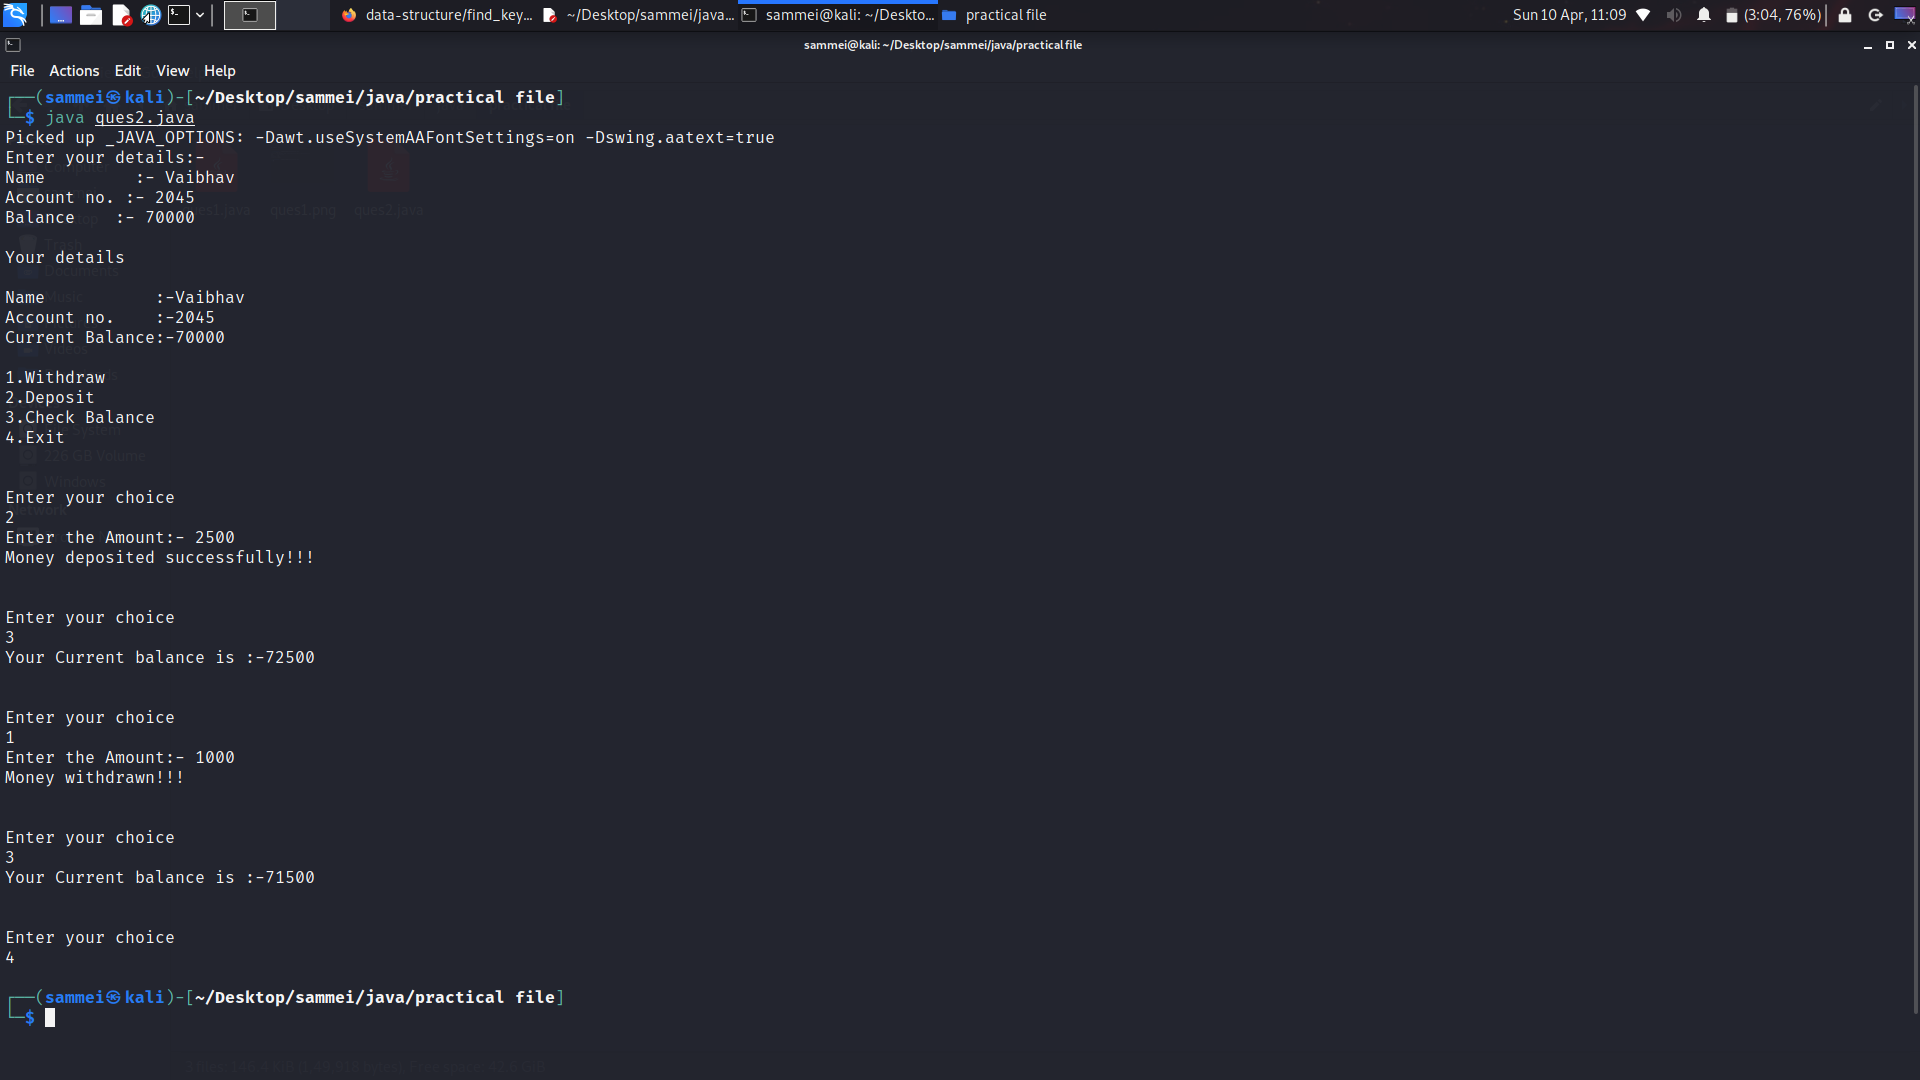 data-structure/find_key... ~/Desktop/sammei/java... sammei@kali: ~/Deskto... practical file Sun 10 Apr, 11:09 (3:04, 76%)
sammei@kali: ~/Desktop/sammei/java/practical file
File Actions Edit View Help
┌──(sammei㉿kali)-[~/Desktop/sammei/java/practical file]
└─$ java ques2.java
Picked up _JAVA_OPTIONS: -Dawt.useSystemAAFontSettings=on -Dswing.aatext=true
Enter your details:-
Name         :- Vaibhav
Account no. :- 2045
Balance    :- 70000
Your details
Name           :-Vaibhav
Account no.    :-2045
Current Balance:-70000
1.Withdraw
2.Deposit
3.Check Balance
4.Exit
Enter your choice
2
Enter the Amount:- 2500
Money deposited successfully!!!
Enter your choice
3
Your Current balance is :-72500
Enter your choice
1
Enter the Amount:- 1000
Money withdrawn!!!
Enter your choice
3
Your Current balance is :-71500
Enter your choice
4
┌──(sammei㉿kali)-[~/Desktop/sammei/java/practical file]
└─$